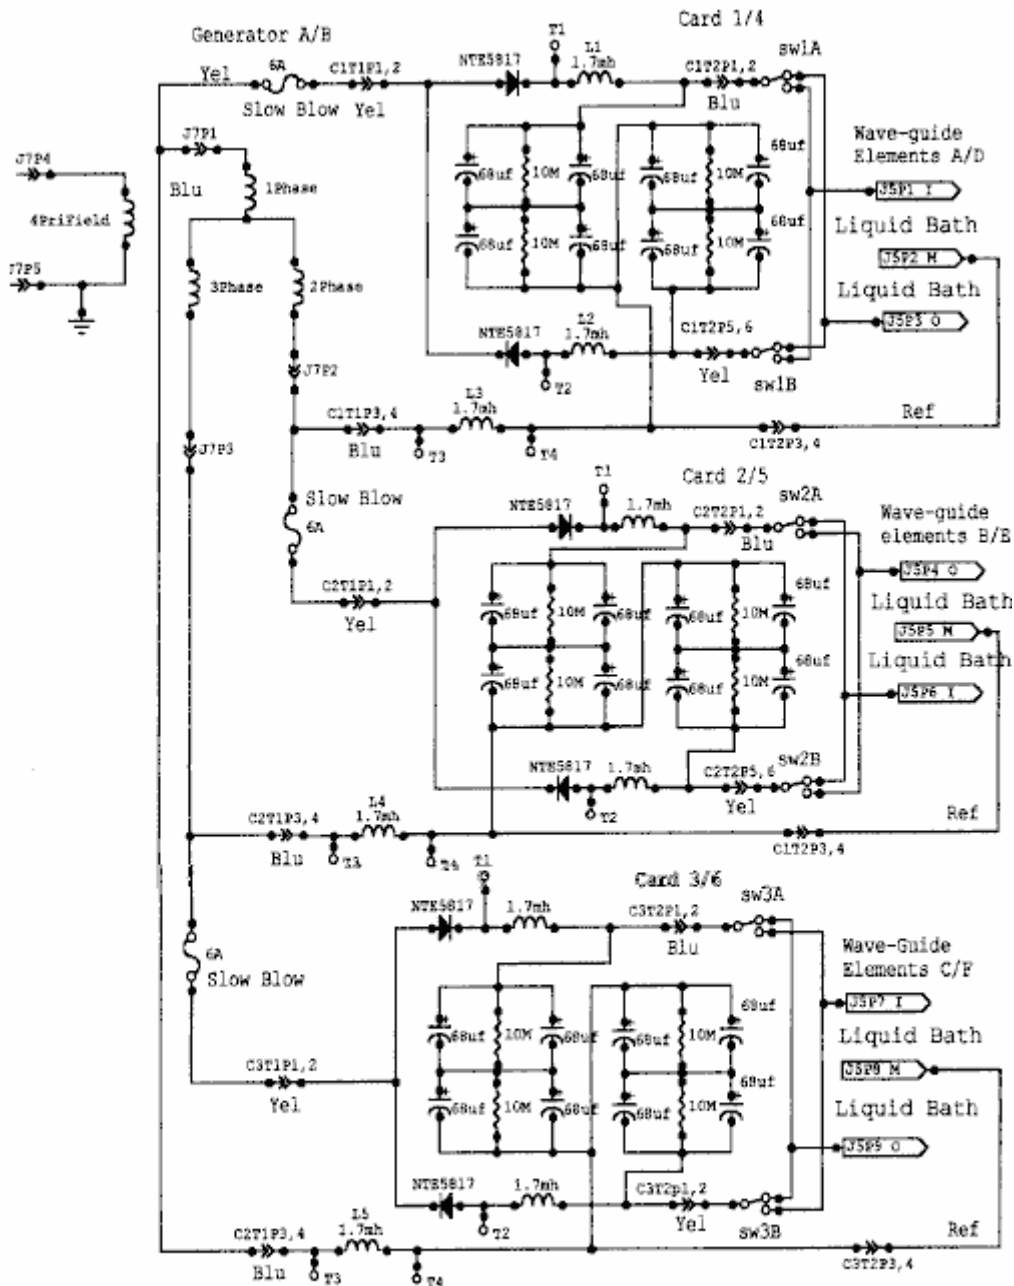 Card 1/4
Generator A/B
T1
L1
1.7mh
sw1A
NTE5817
6A
C1T1P1,2
C1T2P1,2
Yel
Slow Blow
Yel
Blu
J7P1
68uf
Wave-guide
Elements A/D
J7P4
Blu
1Phase
68uf
10M
68uf
68uf
10M
J5P1 I
4PriField
68uf
Liquid Bath
68uf
10M
68uf
68uf
10M
J5P2 M
J7P5
3Phase
2Phase
Liquid Bath
NTE5817
L2
1.7mh
C1T2P5,6
J5P3 O
J7P2
T2
Yel
sw1B
L3
1.7mh
C1T1P3,4
Ref
J7P3
Blu
T3
T4
C1T2P3,4
Card 2/5
T1
Slow Blow
1.7mh
sw2A
NTE5817
C2T2P1,2
Wave-guide
elements B/E
6A
Blu
J5P4 O
C2T1P1,2
68uf
Liquid Bath
Yel
68uf
10M
68uf
68uf
10M
J5P5 M
68uf
Liquid Bath
68uf
10M
68uf
68uf
10M
J5P6 I
sw2B
NTE5817
1.7mh
C2T2P5,6
L4
1.7mh
T2
Yel
C2T1P3,4
Ref
Blu
T3
T4
C1T2P3,4
T1
Card 3/6
NTE5817
1.7mh
C3T2P1,2
sw3A
Blu
6A
Slow Blow
Wave-Guide
Elements C/F
68uf
J5P7 I
68uf
10M
68uf
68uf
10M
Liquid Bath
C3T1P1,2
J5P8 M
Yel
68uf
68uf
10M
68uf
68uf
10M
Liquid Bath
J5P9 O
NTE5817
1.7mh
C3T2p1,2
L5
T2
Yel
sw3B
C2T1P3,4
1.7mh
Ref
Blu
T3
T4
C3T2P3,4